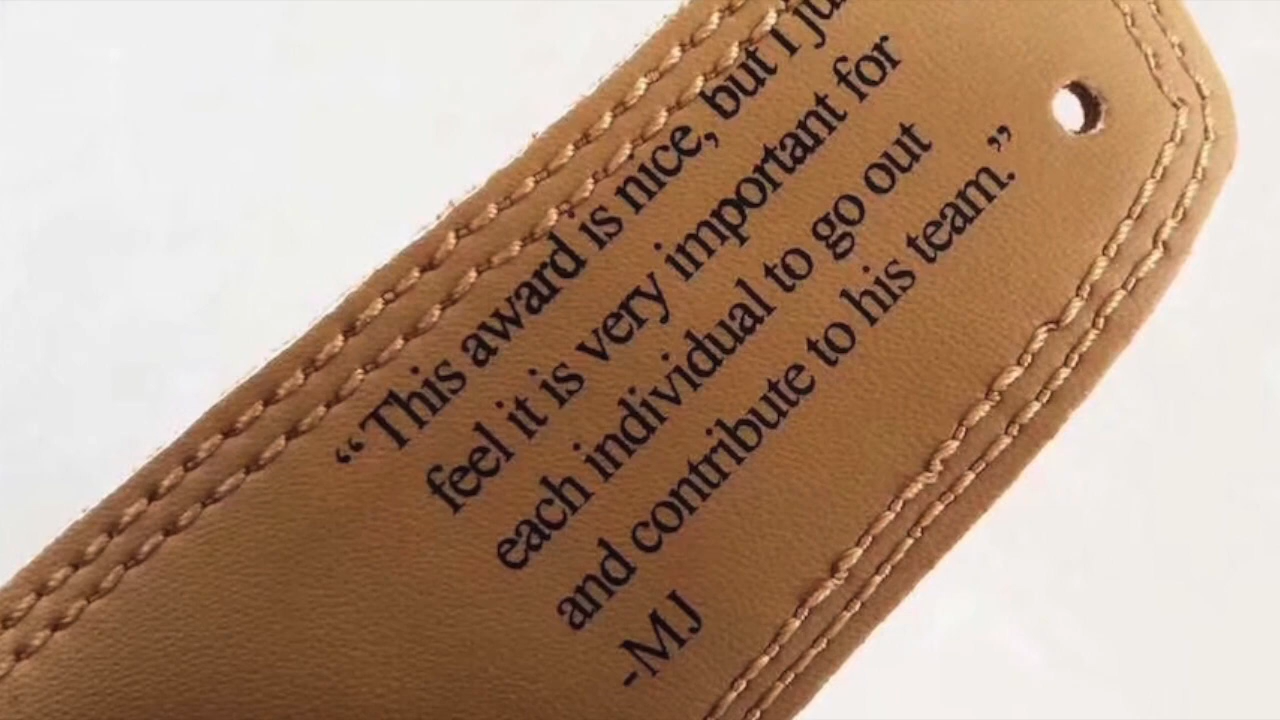 “This award is nice, but I
feel it is very important for
each individual to go out
and contribute to his team.”
-MJ